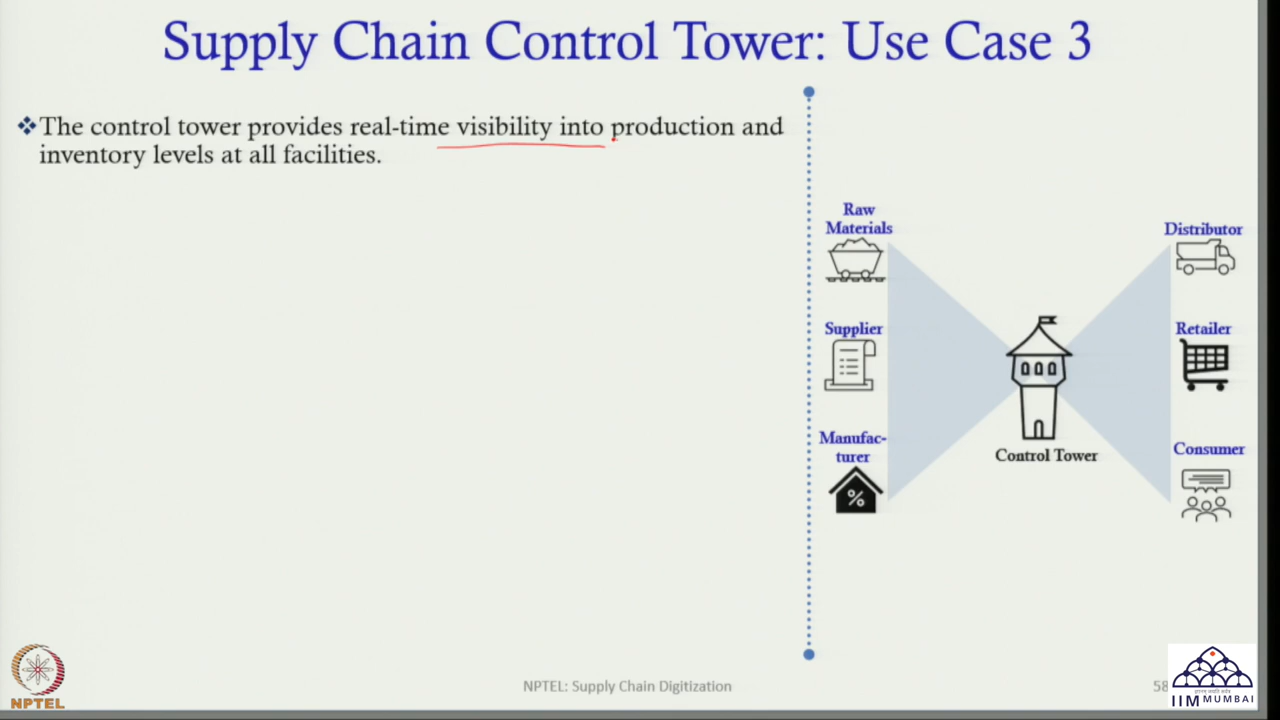 Supply Chain Control Tower: Use Case 3
❖The control tower provides real-time visibility into production and
inventory levels at all facilities.
Raw
Materials
Supplier
Manufac-
turer
%
Control Tower
Distributor
Retailer
Consumer
NPTEL
NPTEL: Supply Chain Digitization
58
IIM MUMBAI